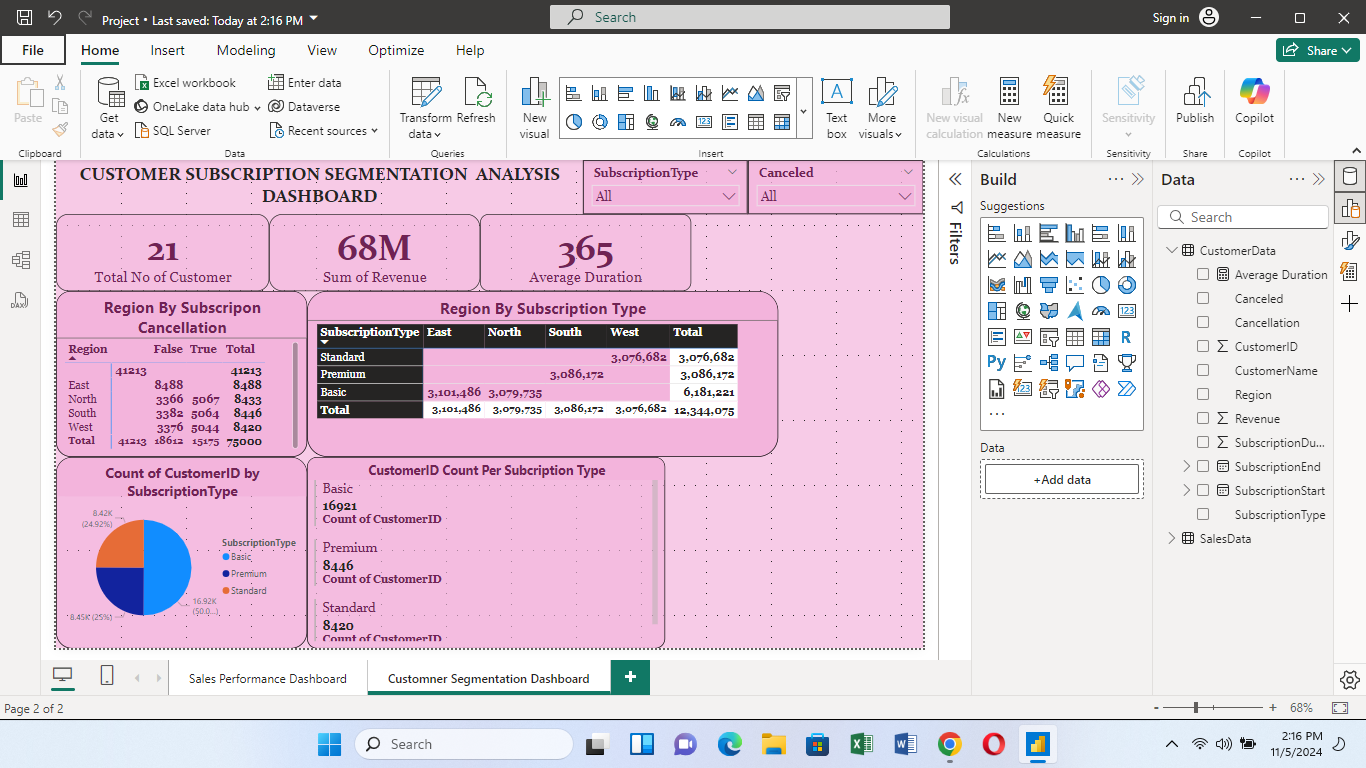 Project • Last saved: Today at 2:16 PM
Search
Sign in
File Home Insert Modeling View Optimize Help
Share
Paste
Clipboard
Get data
Excel workbook
OneLake data hub
SQL Server
Enter data
Dataverse
Recent sources
Data
Transform data
Refresh
Queries
New visual
Text box
More visuals
Insert
New visual calculation
New measure
Quick measure
Calculations
Sensitivity
Sensitivity
Publish
Share
Copilot
Copilot
CUSTOMER SUBSCRIPTION SEGMENTATION ANALYSIS
DASHBOARD
SubscriptionType
All
Canceled
All
21
Total No of Customer
68M
Sum of Revenue
365
Average Duration
Region By Subscripon
Cancellation
Region False True Total
41213 41213
East 8488 8488
North 3366 5067 8433
South 3382 5064 8446
West 3376 5044 8420
Total 41213 18612 15175 75000
Region By Subscription Type
SubscriptionType East North South West Total
Standard 3,076,682 3,076,682
Premium 3,086,172 3,086,172
Basic 3,101,486 3,079,735 6,181,221
Total 3,101,486 3,079,735 3,086,172 3,076,682 12,344,075
Count of CustomerID by
SubscriptionType
8.42K
(24.92%)
16.92K
(50.0...)
8.45K (25%)
SubscriptionType
Basic
Premium
Standard
CustomerID Count Per Subcription Type
Basic
16921
Count of CustomerID
Premium
8446
Count of CustomerID
Standard
8420
Count of CustomerID
Filters
Build
Suggestions
Data
+Add data
Data
Search
CustomerData
Average Duration
Canceled
Cancellation
CustomerID
CustomerName
Region
Revenue
SubscriptionDu...
SubscriptionEnd
SubscriptionStart
SubscriptionType
SalesData
Sales Performance Dashboard
Customner Segmentation Dashboard
Page 2 of 2
68%
Search
2:16 PM
11/5/2024